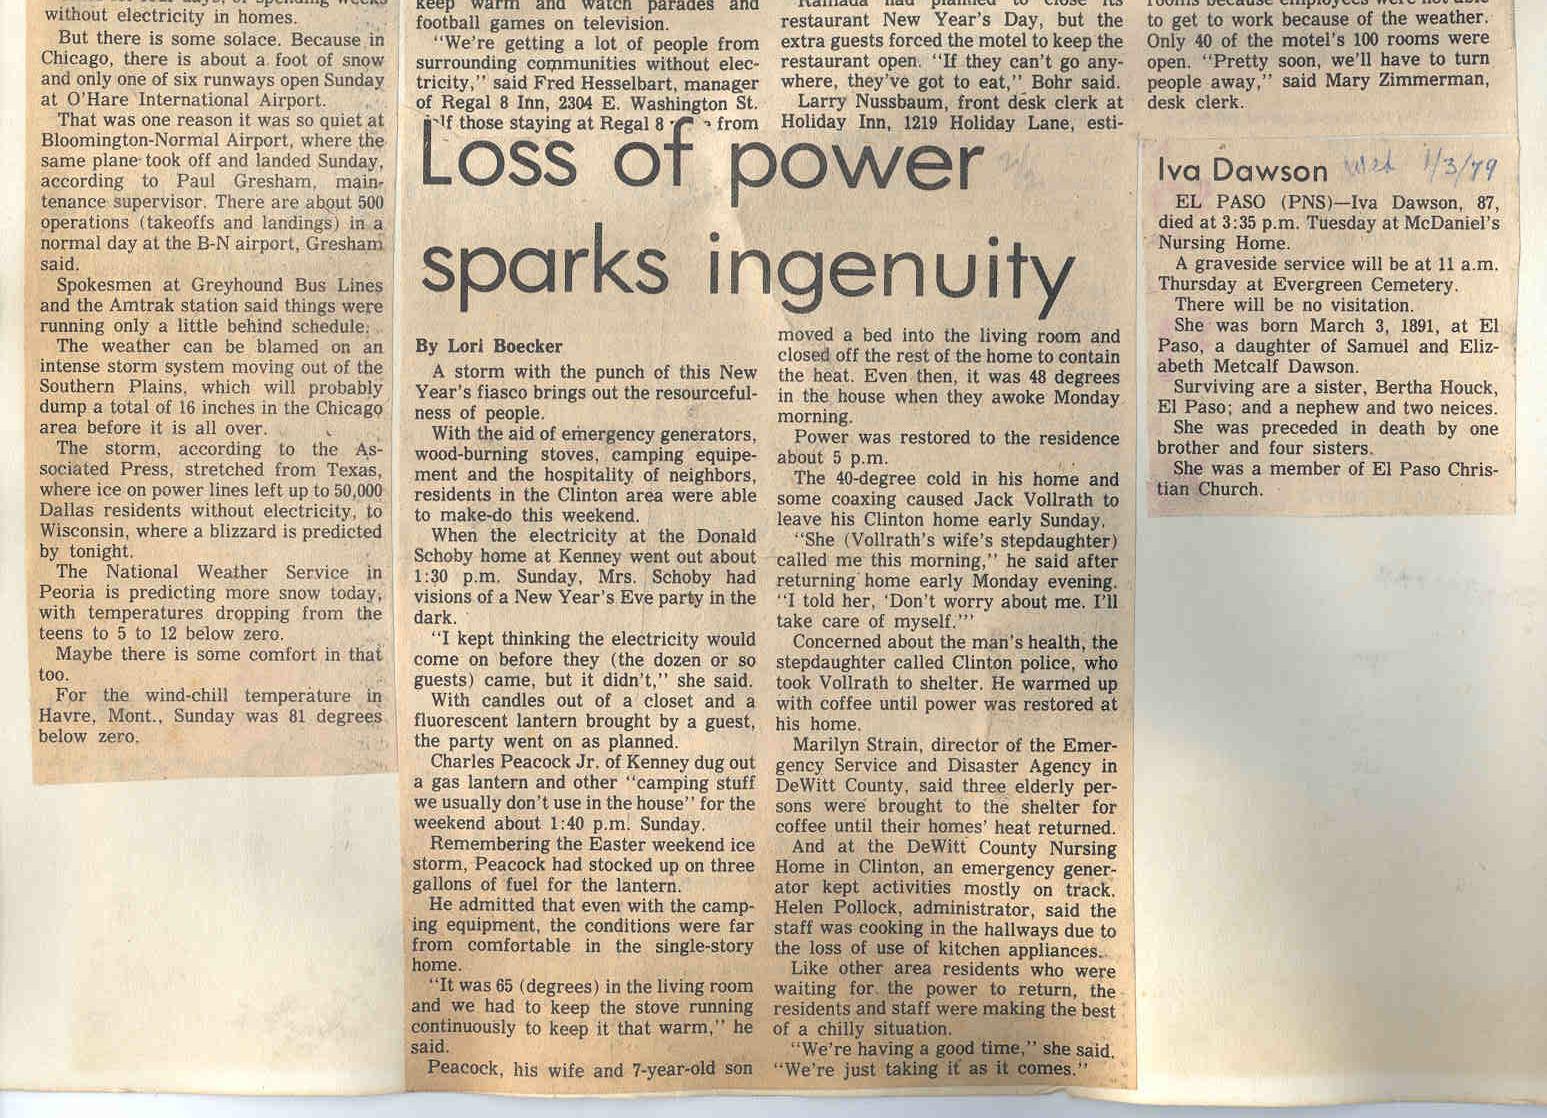 without electricity in homes.
But there is some solace. Because in
Chicago, there is about a foot of snow
and only one of six runways open Sunday
at O'Hare International Airport.
That was one reason it was so quiet at
Bloomington-Normal Airport, where the
same plane took off and landed Sunday,
according to Paul Gresham, main-
tenance supervisor. There are about 500
operations (takeoffs and landings) in a
normal day at the B-N airport, Gresham
said.
Spokesmen at Greyhound Bus Lines
and the Amtrak station said things were
running only a little behind schedule.
The weather can be blamed on an
intense storm system moving out of the
Southern Plains, which will probably
dump a total of 16 inches in the Chicago
area before it is all over.
The storm, according to the As-
sociated Press, stretched from Texas,
where ice on power lines left up to 50,000
Dallas residents without electricity, to
Wisconsin, where a blizzard is predicted
by tonight.
The National Weather Service in
Peoria is predicting more snow today,
with temperatures dropping from the
teens to 5 to 12 below zero.
Maybe there is some comfort in that
too.
For the wind-chill temperature in
Havre, Mont., Sunday was 81 degrees
below zero.
keep warm and watch parades and
football games on television.
"We're getting a lot of people from
surrounding communities without elec-
tricity," said Fred Hesselbart, manager
of Regal 8 Inn, 2304 E. Washington St.
those staying at Regal 8 from
Ramada had planned to close its
restaurant New Year's Day, but the
extra guests forced the motel to keep the
restaurant open. "If they can't go any-
where, they've got to eat," Bohr said.
Larry Nussbaum, front desk clerk at
Holiday Inn, 1219 Holiday Lane, esti-
rooms because employees were not able
to get to work because of the weather.
Only 40 of the motel's 100 rooms were
open. "Pretty soon, we'll have to turn
people away," said Mary Zimmerman,
desk clerk.
Loss of power
sparks ingenuity
By Lori Boecker
A storm with the punch of this New
Year's fiasco brings out the resourceful-
ness of people.
With the aid of emergency generators,
wood-burning stoves, camping equipe-
ment and the hospitality of neighbors,
residents in the Clinton area were able
to make-do this weekend.
When the electricity at the Donald
Schoby home at Kenney went out about
1:30 p.m. Sunday, Mrs. Schoby had
visions of a New Year's Eve party in the
dark.
"I kept thinking the electricity would
come on before they (the dozen or so
guests) came, but it didn't," she said.
With candles out of a closet and a
fluorescent lantern brought by a guest,
the party went on as planned.
Charles Peacock Jr. of Kenney dug out
a gas lantern and other "camping stuff
we usually don't use in the house" for the
weekend about 1:40 p.m. Sunday.
Remembering the Easter weekend ice
storm, Peacock had stocked up on three
gallons of fuel for the lantern.
He admitted that even with the camp-
ing equipment, the conditions were far
from comfortable in the single-story
home.
"It was 65 (degrees) in the living room
and we had to keep the stove running
continuously to keep it that warm," he
said.
Peacock, his wife and 7-year-old son
moved a bed into the living room and
closed off the rest of the home to contain
the heat. Even then, it was 48 degrees
in the house when they awoke Monday
morning.
Power was restored to the residence
about 5 p.m.
The 40-degree cold in his home and
some coaxing caused Jack Vollrath to
leave his Clinton home early Sunday.
"She (Vollrath's wife's stepdaughter)
called me this morning," he said after
returning home early Monday evening.
"I told her, 'Don't worry about me. I'll
take care of myself.'"
Concerned about the man's health, the
stepdaughter called Clinton police, who
took Vollrath to shelter. He warmed up
with coffee until power was restored at
his home.
Marilyn Strain, director of the Emer-
gency Service and Disaster Agency in
DeWitt County, said three elderly per-
sons were brought to the shelter for
coffee until their homes' heat returned.
And at the DeWitt County Nursing
Home in Clinton, an emergency gener-
ator kept activities mostly on track.
Helen Pollock, administrator, said the
staff was cooking in the hallways due to
the loss of use of kitchen appliances.
Like other area residents who were
waiting for the power to return, the
residents and staff were making the best
of a chilly situation.
"We're having a good time," she said.
"We're just taking it as it comes."
Iva Dawson Wed 1/3/79
EL PASO (PNS)—Iva Dawson, 87,
died at 3:35 p.m. Tuesday at McDaniel's
Nursing Home.
A graveside service will be at 11 a.m.
Thursday at Evergreen Cemetery.
There will be no visitation.
She was born March 3, 1891, at El
Paso, a daughter of Samuel and Eliz-
abeth Metcalf Dawson.
Surviving are a sister, Bertha Houck,
El Paso; and a nephew and two neices.
She was preceded in death by one
brother and four sisters.
She was a member of El Paso Chris-
tian Church.